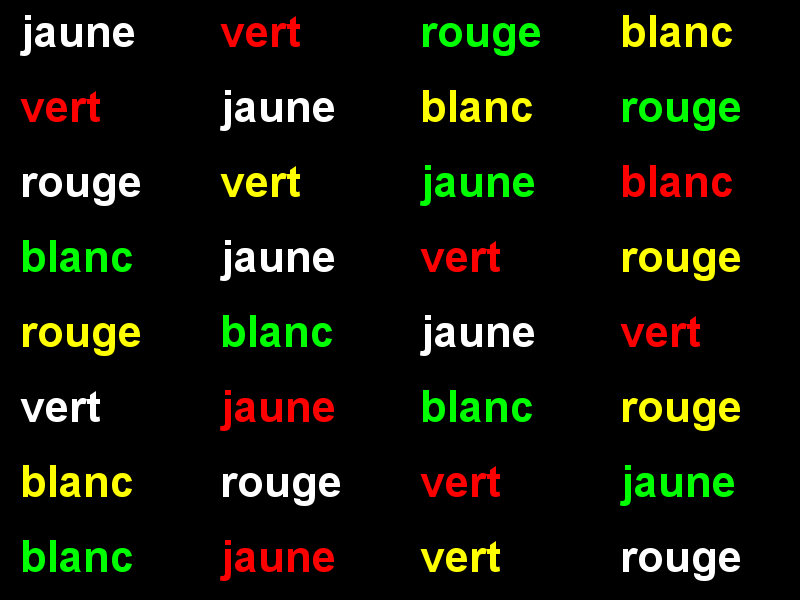 jaune vert rouge blanc
vert jaune blanc rouge
rouge vert jaune blanc
blanc jaune vert rouge
rouge blanc jaune vert
vert jaune blanc rouge
blanc rouge vert jaune
blanc jaune vert rouge